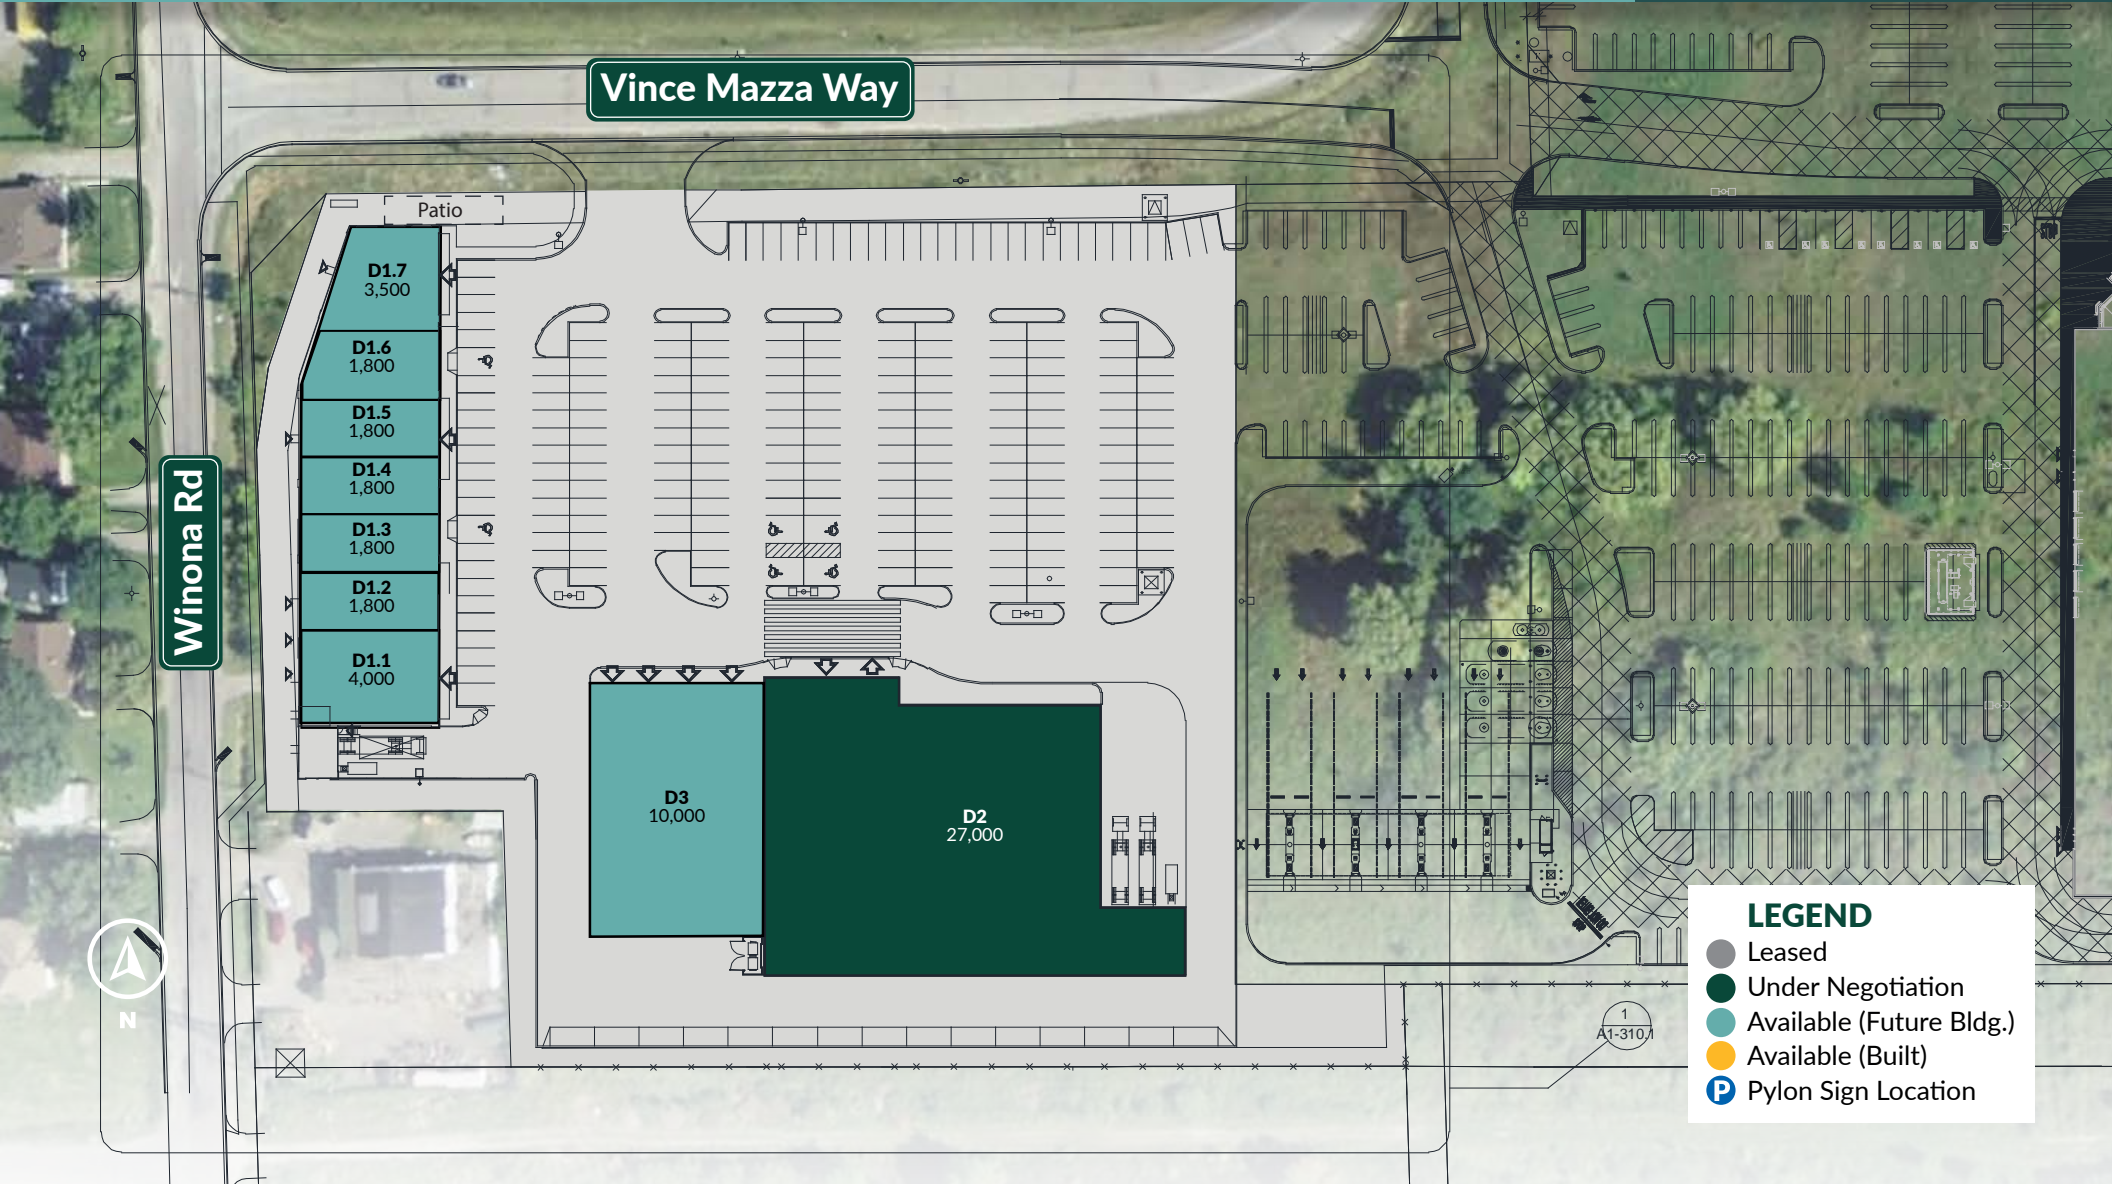 Vince Mazza Way
Patio
D1.7
3,500
D1.6
1,800
D1.5
1,800
D1.4
1,800
D1.3
1,800
D1.2
1,800
D1.1
4,000
Winona Rd
D3
10,000
D2
27,000
N
1
A1-310.1
LEGEND
Leased
Under Negotiation
Available (Future Bldg.)
Available (Built)
P Pylon Sign Location